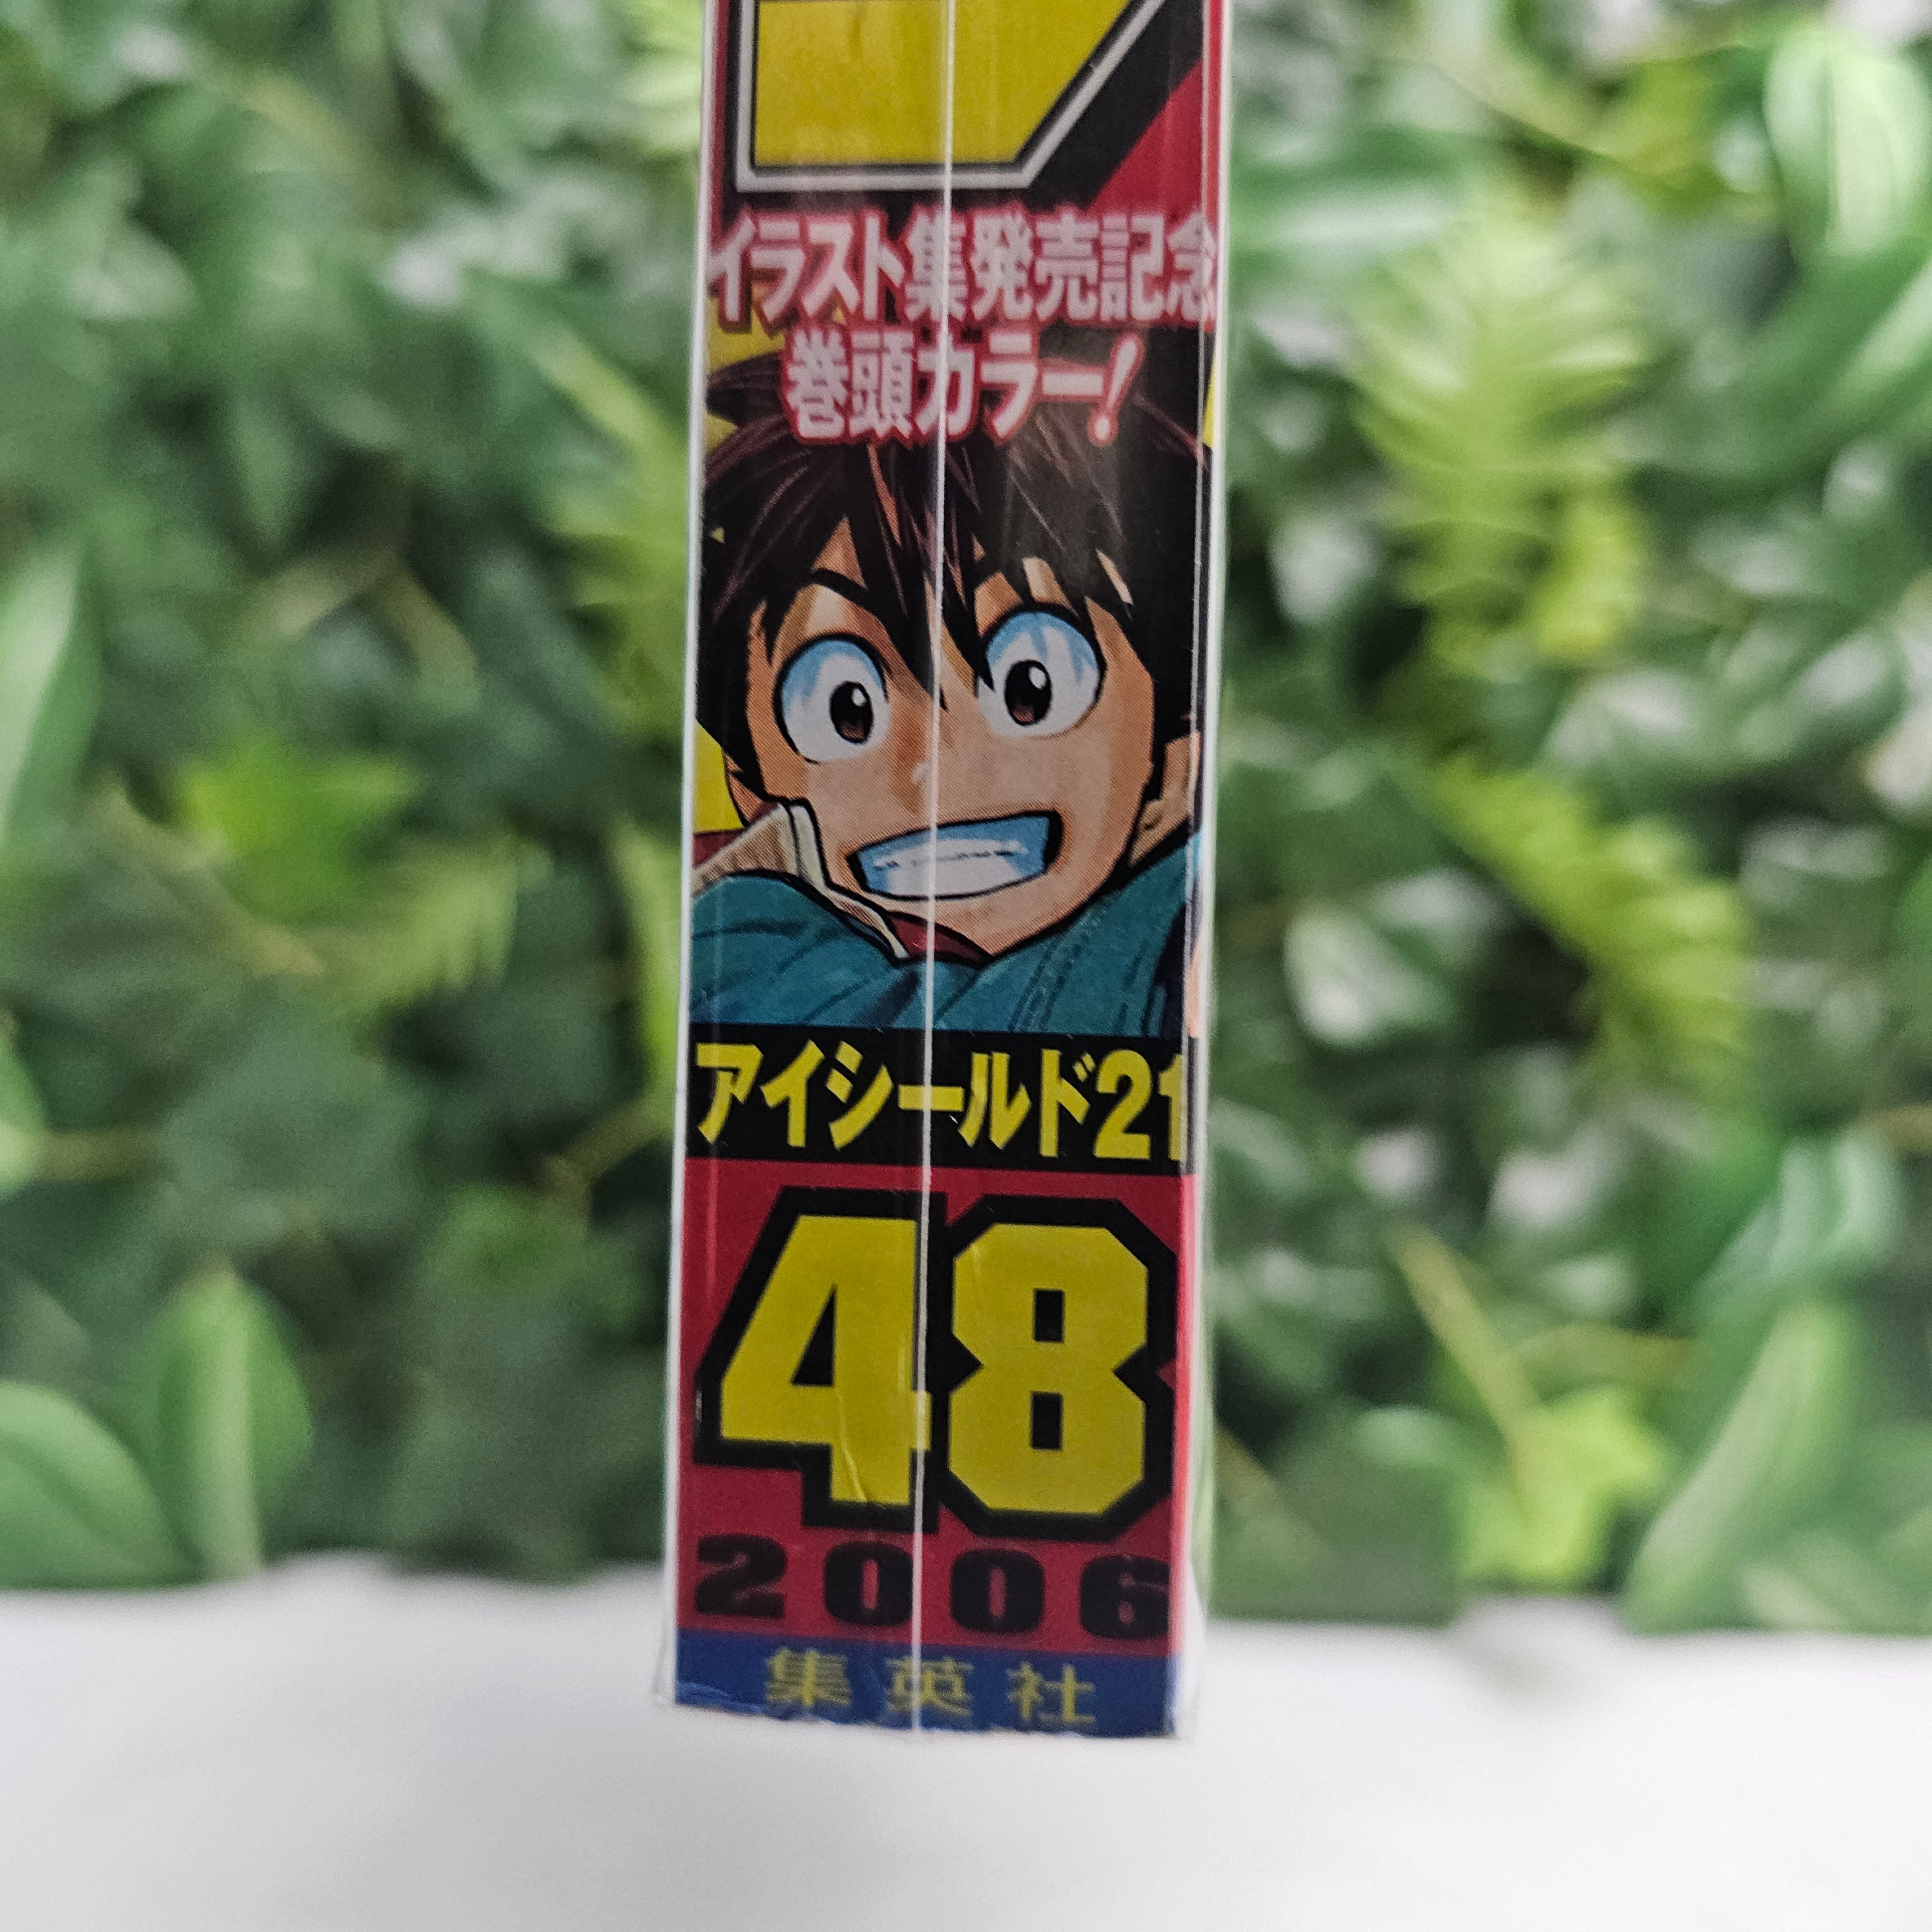 イラスト集発売記念
巻頭カラー!
アイシールド21
48
2006
集英社